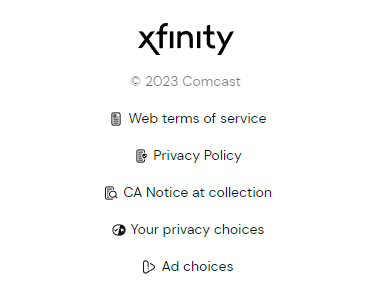 xfinity
© 2023 Comcast
Web terms of service
Privacy Policy
CA Notice at collection
Your privacy choices
Ad choices